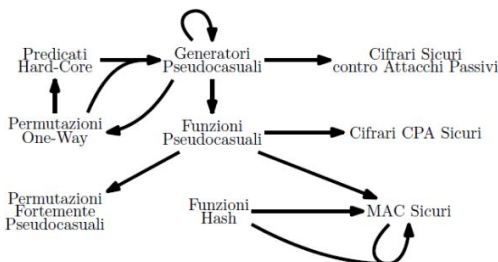 Predicati
Hard-Core
Generatori
Pseudocasuali
Cifrari Sicuri
contro Attacchi Passivi
Permutazioni
One-Way
Funzioni
Pseudocasuali
Cifrari CPA Sicuri
Permutazioni
Fortemente
Pseudocasuali
Funzioni
Hash
MAC Sicuri